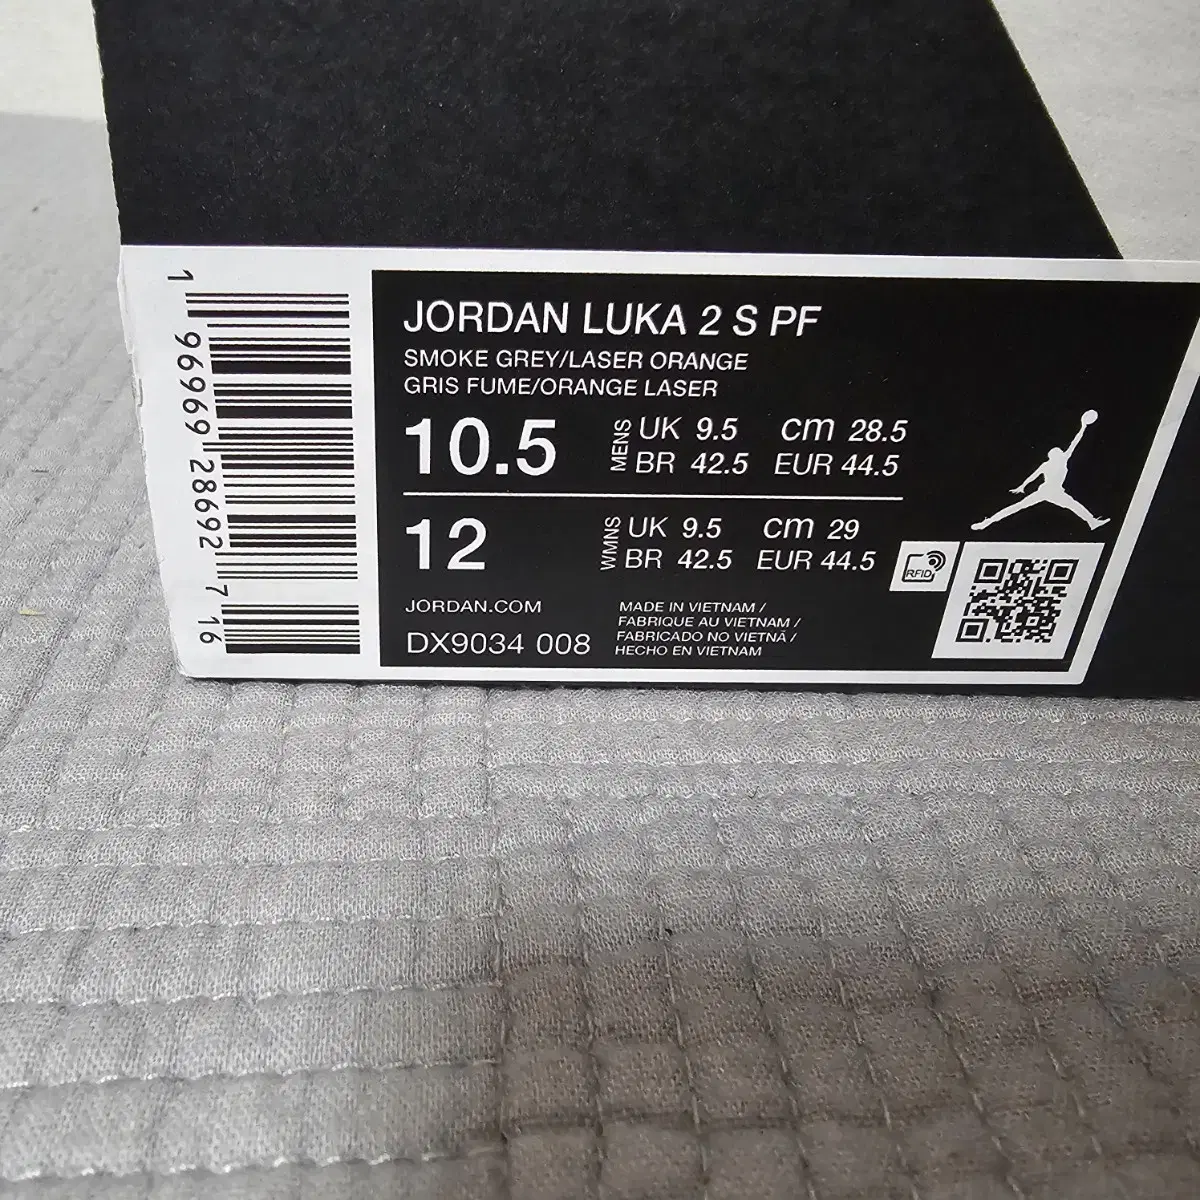 1 96969 28692 7 16
JORDAN LUKA 2 S PF
SMOKE GREY/LASER ORANGE
GRIS FUME/ORANGE LASER
10.5 MENS UK 9.5 cm 28.5
BR 42.5 EUR 44.5
12 WMNS UK 9.5 cm 29
BR 42.5 EUR 44.5
RFID
JORDAN.COM
DX9034 008
MADE IN VIETNAM /
FABRIQUE AU VIETNAM /
FABRICADO NO VIETNÃ /
HECHO EN VIETNAM